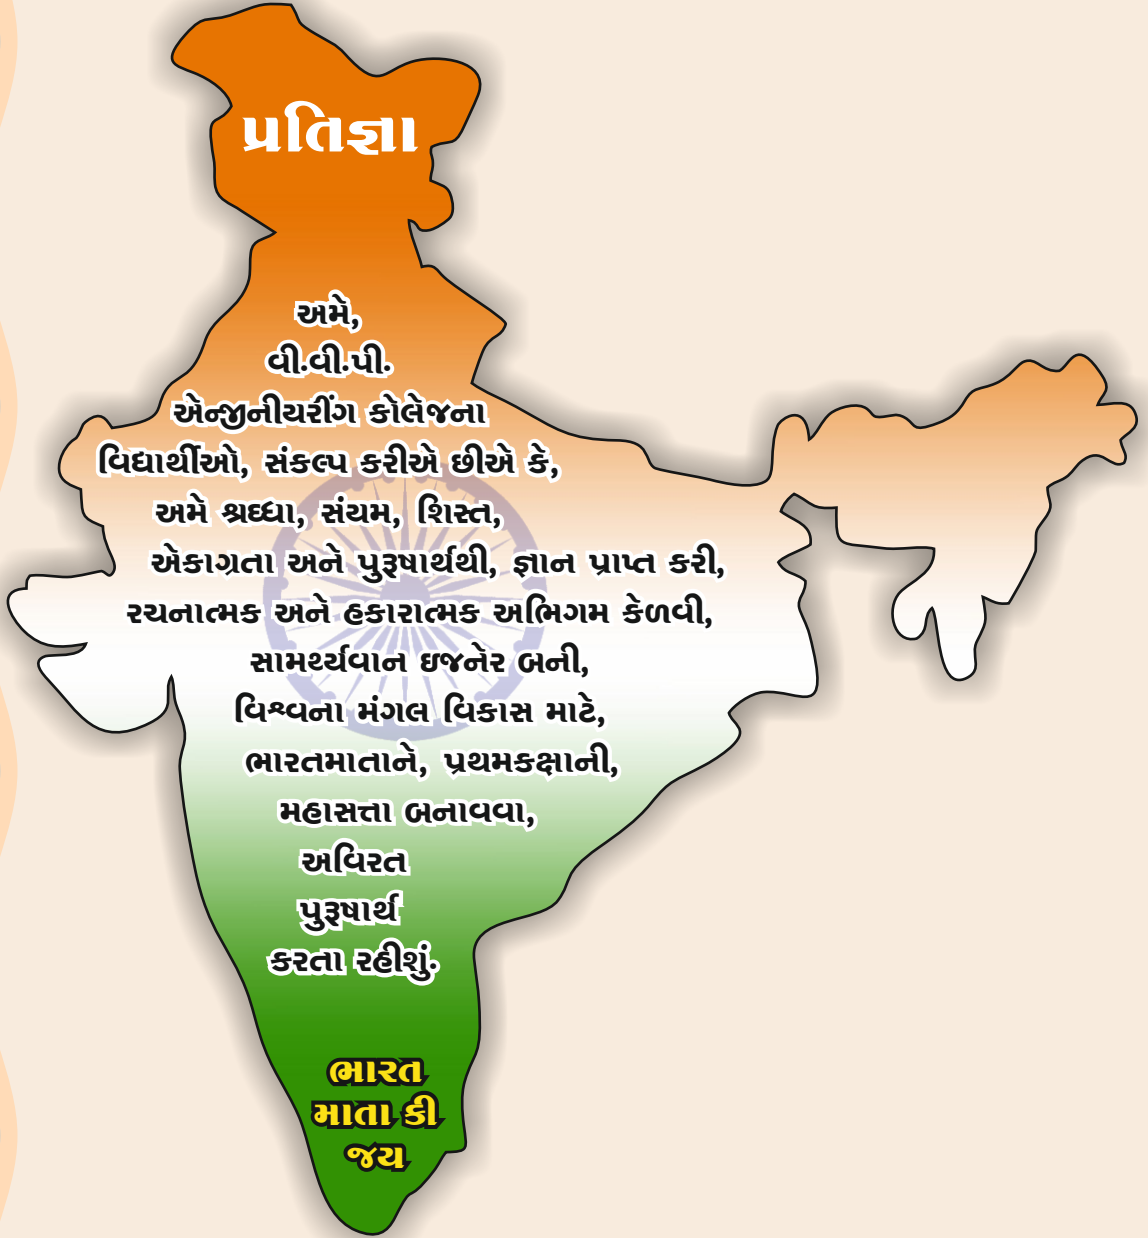 પ્રતિજ્ઞા
અમે,
વી.વી.પી.
એન્જીનીયરીંગ કોલેજના
વિદ્યાર્થીઓ, સંકલ્પ કરીએ છીએ કે,
અમે શ્રધ્ધા, સંયમ, શિસ્ત,
એકાગ્રતા અને પુરૂષાર્થથી, જ્ઞાન પ્રાપ્ત કરી,
રચનાત્મક અને હકારાત્મક અભિગમ કેળવી,
સામર્થ્યવાન ઇજનેર બની,
વિશ્વના મંગલ વિકાસ માટે,
ભારતમાતાને, પ્રથમકક્ષાની,
મહાસત્તા બનાવવા,
અવિરત
પુરૂષાર્થ
કરતા રહીશું.
ભારત
માતા કી
જય